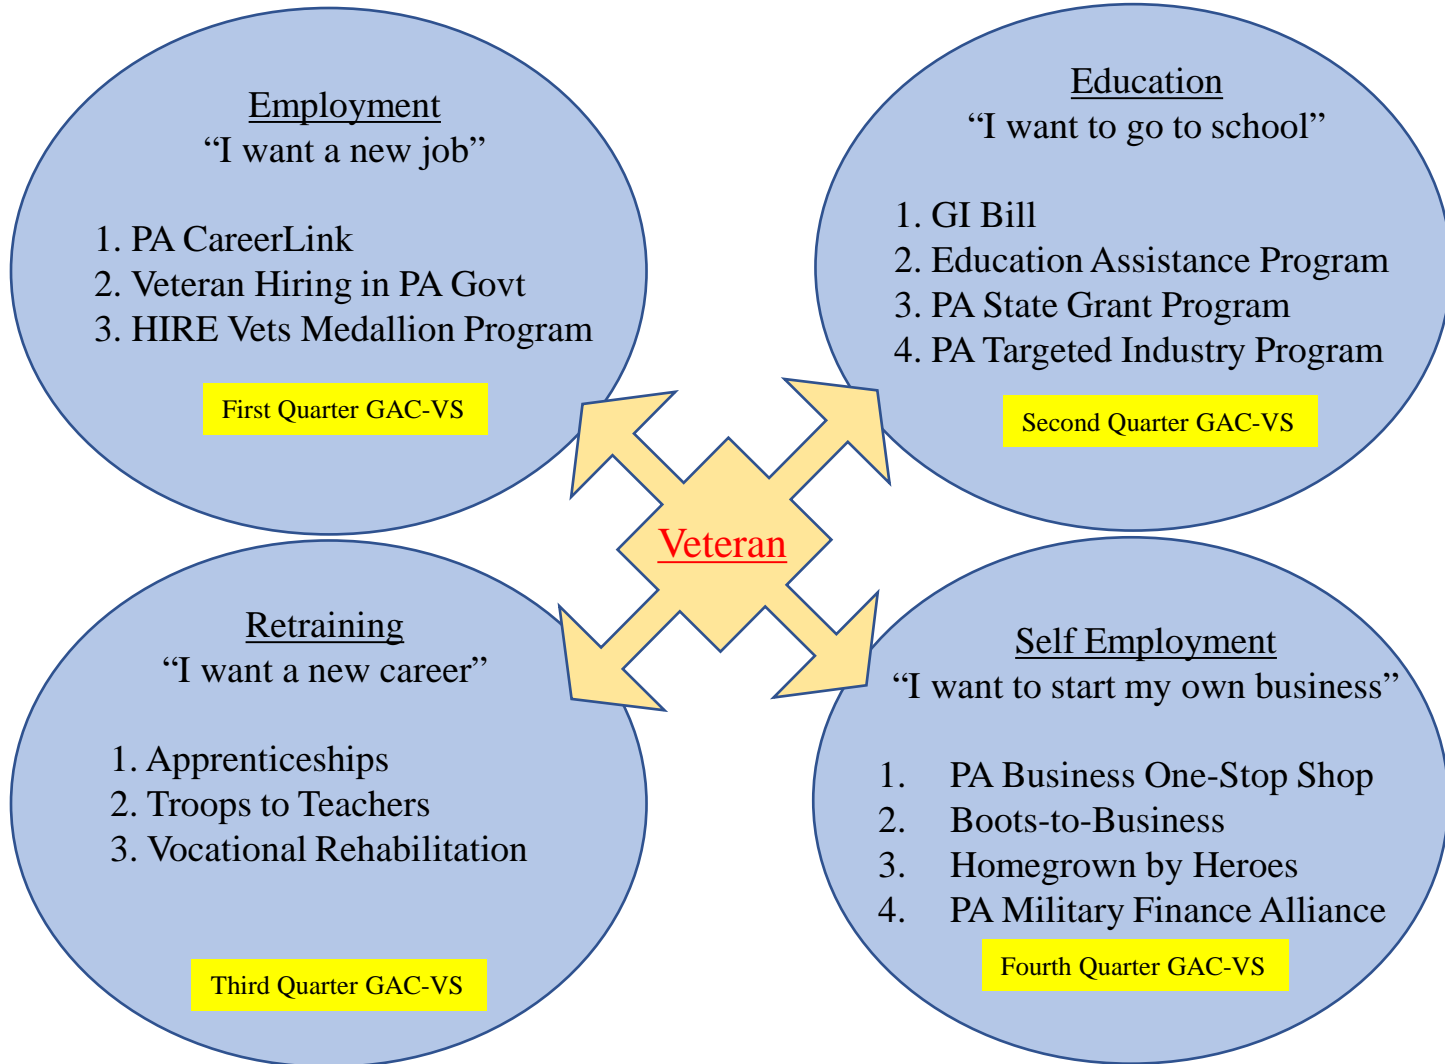 Employment
“I want a new job”
1. PA CareerLink
2. Veteran Hiring in PA Govt
3. HIRE Vets Medallion Program
First Quarter GAC-VS
Education
“I want to go to school”
1. GI Bill
2. Education Assistance Program
3. PA State Grant Program
4. PA Targeted Industry Program
Second Quarter GAC-VS
Veteran
Retraining
“I want a new career”
1. Apprenticeships
2. Troops to Teachers
3. Vocational Rehabilitation
Third Quarter GAC-VS
Self Employment
“I want to start my own business”
1. PA Business One-Stop Shop
2. Boots-to-Business
3. Homegrown by Heroes
4. PA Military Finance Alliance
Fourth Quarter GAC-VS